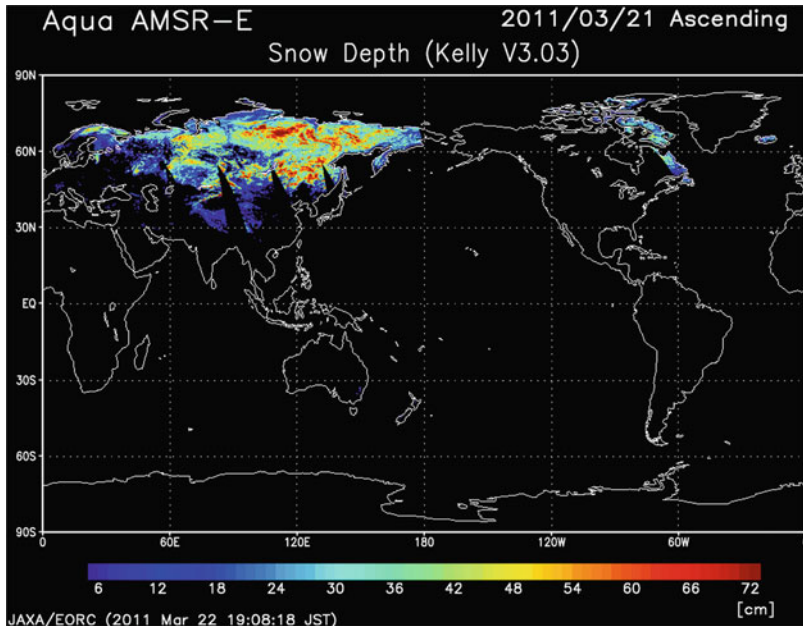 Aqua AMSR-E 2011/03/21 Ascending
Snow Depth (Kelly V3.03)
90N
60N
30N
EQ
30S
60S
90S
0 60E 120E 180 120W 60W
6 12 18 24 30 36 42 48 54 60 66 72
[cm]
JAXA/EORC (2011 Mar 22 19:08:18 JST)